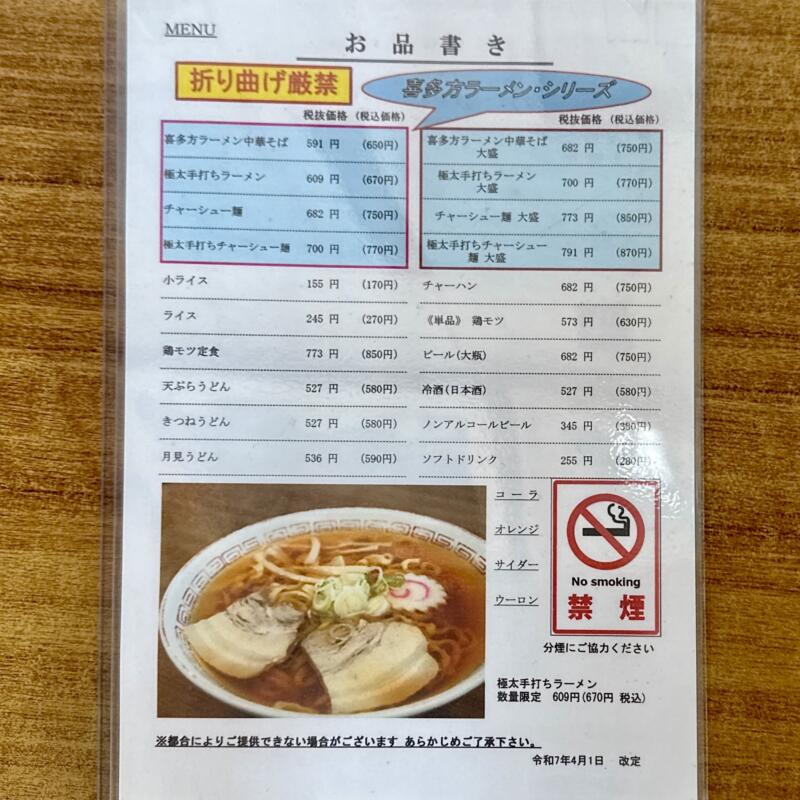 MENU
お品書き
折り曲げ厳禁
喜多方ラーメン・シリーズ
税抜価格 (税込価格)
喜多方ラーメン中華そば 591 円 (650円)
極太手打ちラーメン 609 円 (670円)
チャーシュー麺 682 円 (750円)
極太手打ちチャーシュー麺 700 円 (770円)
小ライス 155 円 (170円)
ライス 245 円 (270円)
鶏モツ定食 773 円 (850円)
天ぷらうどん 527 円 (580円)
きつねうどん 527 円 (580円)
月見うどん 536 円 (590円)
税抜価格 (税込価格)
喜多方ラーメン中華そば
大盛 682 円 (750円)
極太手打ちラーメン
大盛 700 円 (770円)
チャーシュー麺 大盛 773 円 (850円)
極太手打ちチャーシュー
麺 大盛 791 円 (870円)
チャーハン 682 円 (750円)
《単品》 鶏モツ 573 円 (630円)
ビール(大瓶) 682 円 (750円)
冷酒(日本酒) 527 円 (580円)
ノンアルコールビール 345 円 (380円)
ソフトドリンク 255 円 (280円)
コーラ
オレンジ
サイダー
ウーロン
No smoking
禁煙
分煙にご協力ください
極太手打ちラーメン
数量限定 609円(670円 税込)
※都合によりご提供できない場合がございます あらかじめご了承下さい。
令和7年4月1日 改定